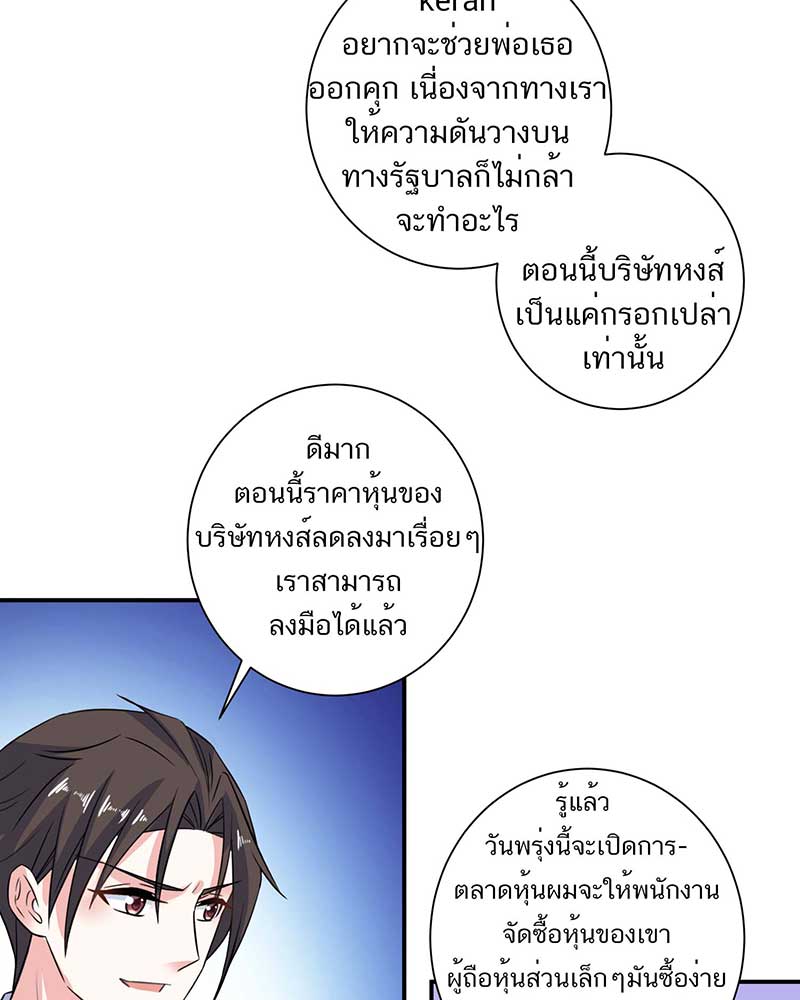 keran
อยากจะช่วยพ่อเธอ
ออกคุก เนื่องจากทางเรา
ให้ความดันวางบน
ทางรัฐบาลก็ไม่กล้า
จะทำอะไร
ตอนนี้บริษัทหงส์
เป็นแค่กรอกเปล่า
เท่านั้น
ดีมาก
ตอนนี้ราคาหุ้นของ
บริษัทหงส์ลดลงมาเรื่อยๆ
เราสามารถ
ลงมือได้แล้ว
รู้แล้ว
วันพรุ่งนี้จะเปิดการ-
ตลาดหุ้นผมจะให้พนักงาน
จัดซื้อหุ้นของเขา
ผู้ถือหุ้นส่วนเล็กๆมันซื้อง่าย